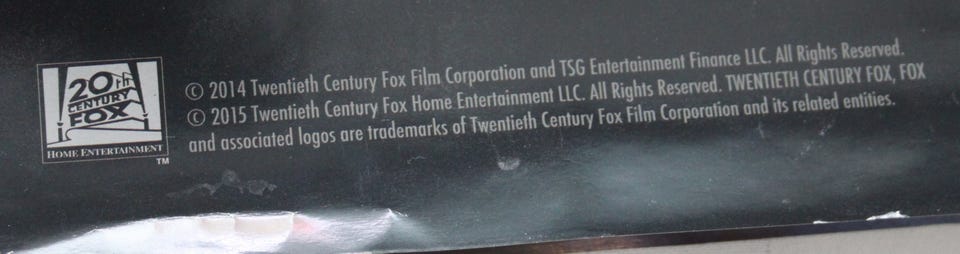 20TH
CENTURY
FOX
HOME ENTERTAINMENT
TM
© 2014 Twentieth Century Fox Film Corporation and TSG Entertainment Finance LLC. All Rights Reserved.
© 2015 Twentieth Century Fox Home Entertainment LLC. All Rights Reserved. TWENTIETH CENTURY FOX, FOX
and associated logos are trademarks of Twentieth Century Fox Film Corporation and its related entities.